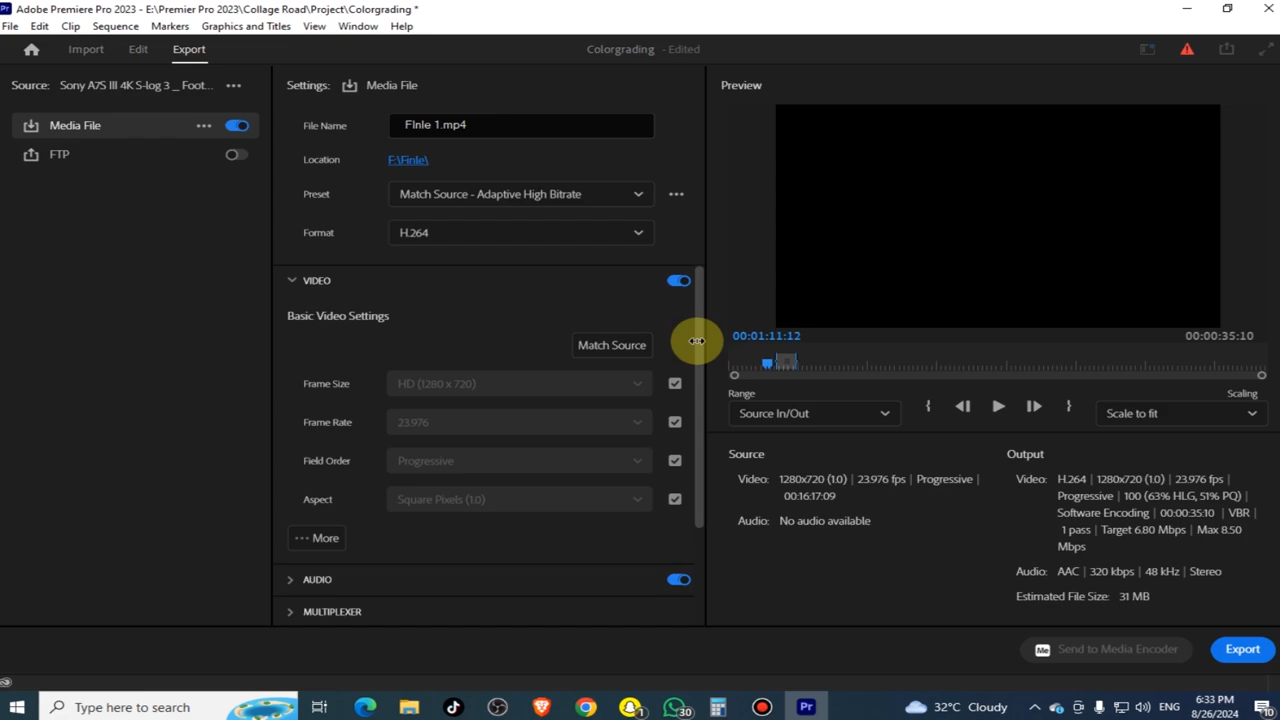 Adobe Premiere Pro 2023 - E:\Premier Pro 2023\Collage Road\Project\Colorgrading *
File Edit Clip Sequence Markers Graphics and Titles View Window Help
Import Edit Export
Colorgrading - Edited
Source: Sony A7S III 4K S-log 3 _ Foot...
Media File
FTP
Settings: Media File
File Name FInle 1.mp4
Location F:\Finle\
Preset Match Source - Adaptive High Bitrate
Format H.264
VIDEO
Basic Video Settings
Match Source
Frame Size HD (1280 x 720)
Frame Rate 23.976
Field Order Progressive
Aspect Square Pixels (1.0)
More
AUDIO
MULTIPLEXER
Preview
00:01:11:12 00:00:35:10
Range Scaling
Source In/Out Scale to fit
Source
Video: 1280x720 (1.0) | 23.976 fps | Progressive |
00:16:17:09
Audio: No audio available
Output
Video: H.264 | 1280x720 (1.0) | 23.976 fps |
Progressive | 100 (63% HLG, 51% PQ) |
Software Encoding | 00:00:35:10 | VBR |
1 pass | Target 6.80 Mbps | Max 8.50
Mbps
Audio: AAC | 320 kbps | 48 kHz | Stereo
Estimated File Size: 31 MB
Me Send to Media Encoder
Export
Type here to search
1
30
Pr
32°C Cloudy
ENG
6:33 PM
8/26/2024
10